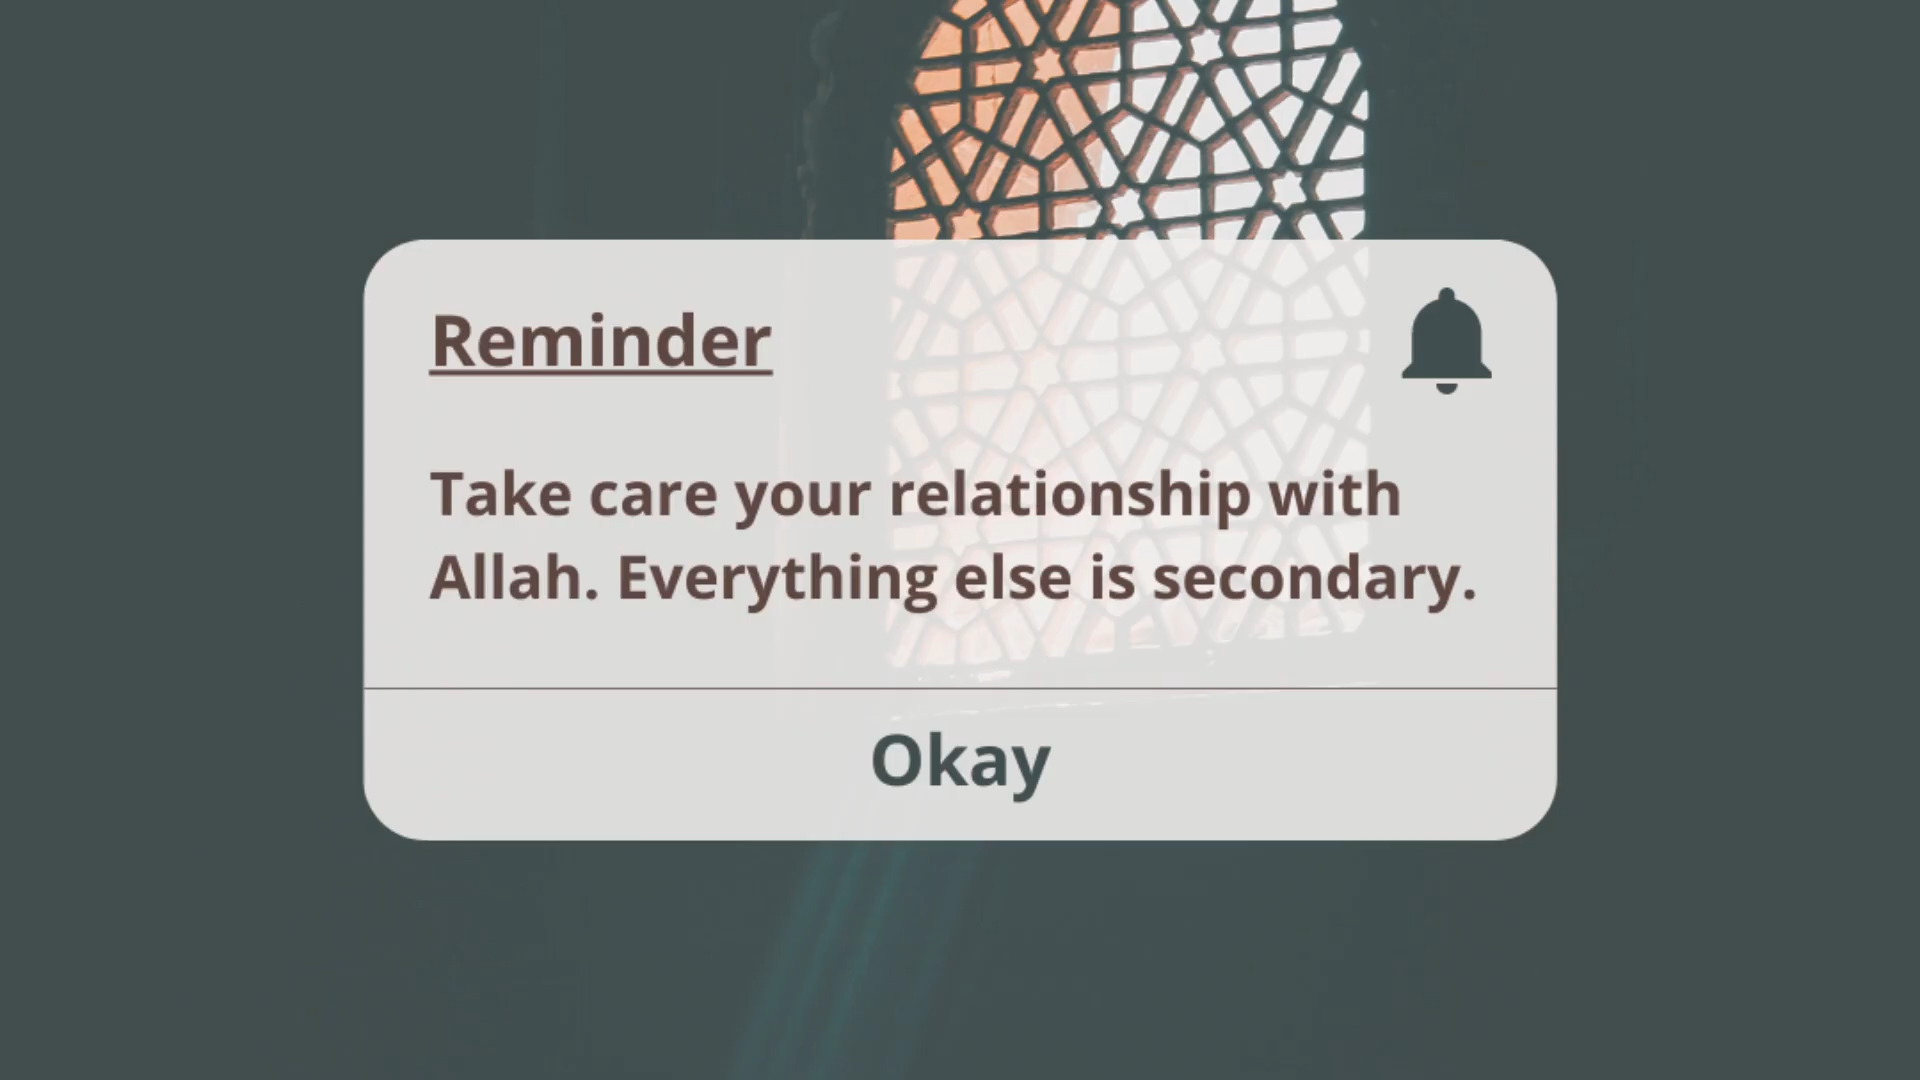 Reminder
Take care your relationship with
Allah. Everything else is secondary.
Okay